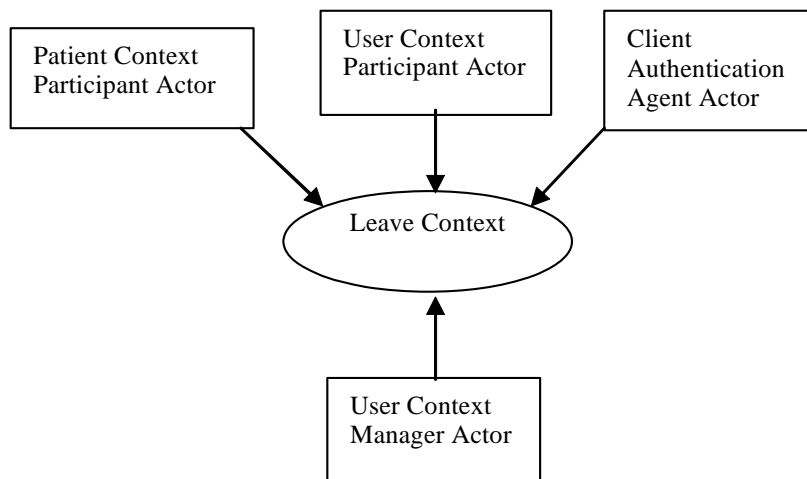 Patient Context
Participant Actor
User Context
Participant Actor
Client
Authentication
Agent Actor
Leave Context
User Context
Manager Actor